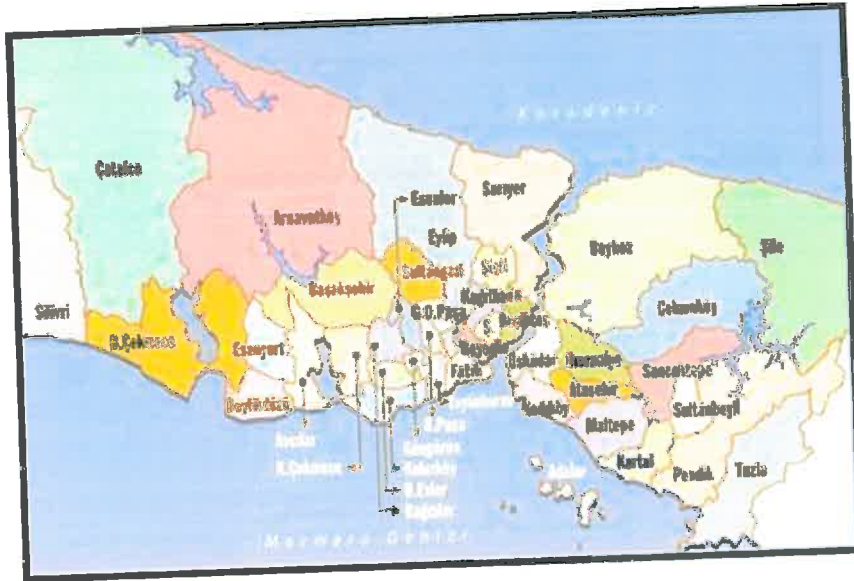 Karadeniz
Çatalca
Arnavutköy
Esenler
Sarıyer
Eyüp
Beykoz
Şile
Sultangazi
Şişli
Başakşehir
Kağıthane
Çekmeköy
Silivri
G.O.Paşa
Beşiktaş
B.Çekmece
Esenyurt
Ş.
Beyoğlu
Üsküdar
Ümraniye
Fatih
Sancaktepe
Ataşehir
Sultanbeyli
Beylikdüzü
Kadıköy
Zeytinburnu
Maltepe
B.Paşa
Avcılar
Güngören
Kartal
K.Çekmece
Bakırköy
Adalar
Pendik
Tuzla
B.Evler
Bağcılar
Marmara Denizi